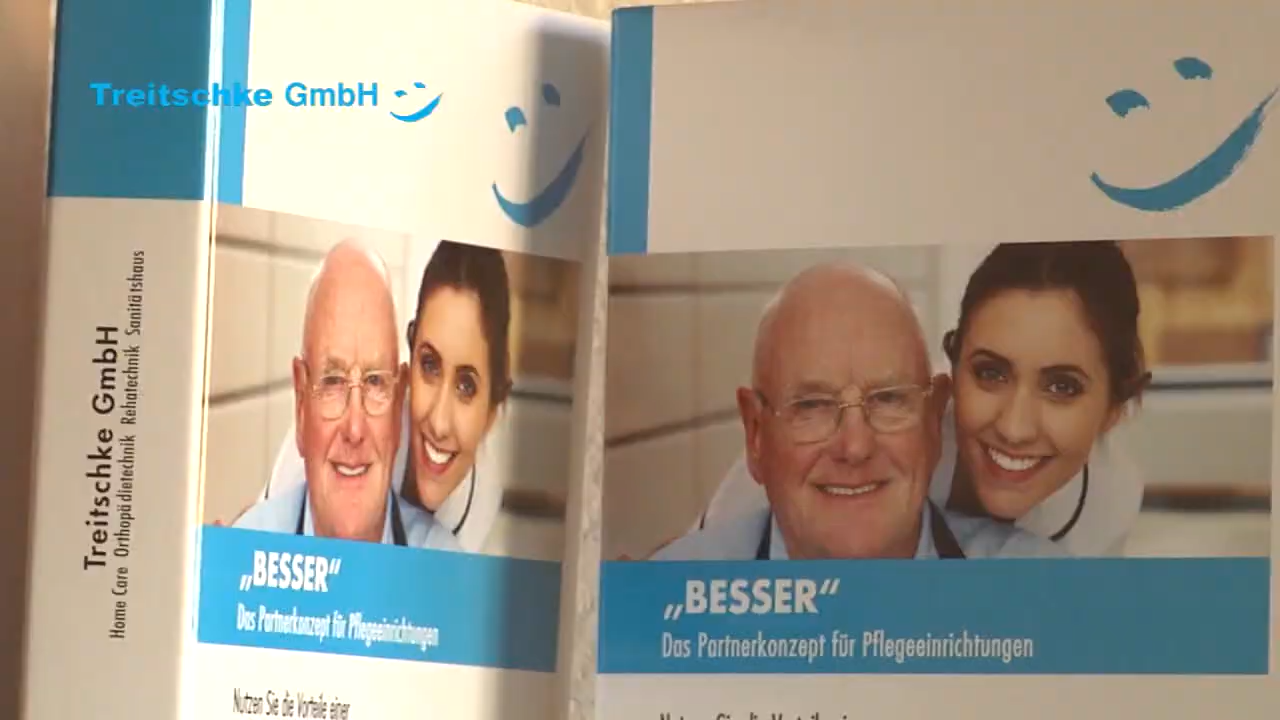 Treitschke GmbH
Treitschke GmbH
Home Care Orthopädietechnik Rehatechnik Sanitätshaus
„BESSER“
Das Partnerkonzept für Pflegeeinrichtungen
Nutzen Sie die Vorteile einer
„BESSER“
Das Partnerkonzept für Pflegeeinrichtungen